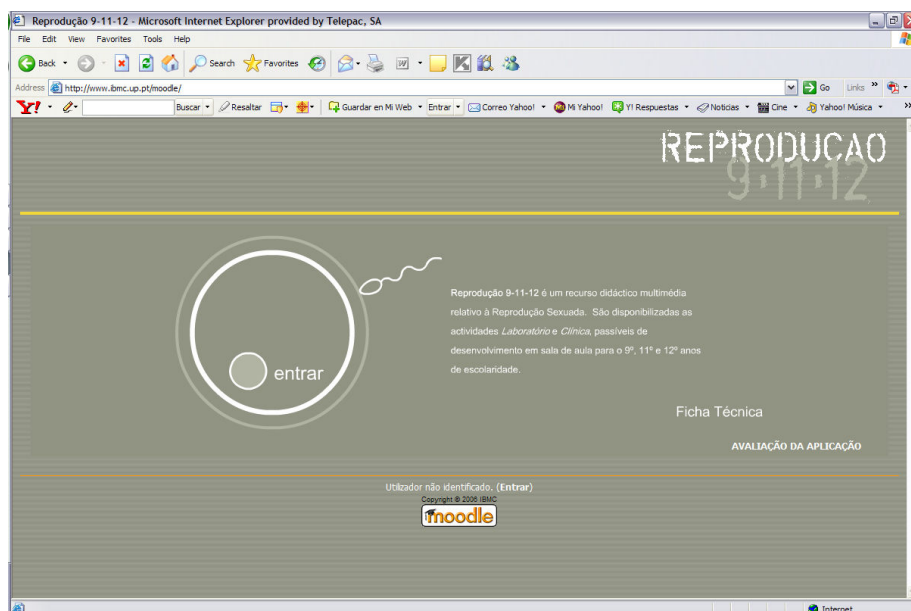 Reprodução 9-11-12 - Microsoft Internet Explorer provided by Telepac, SA
File Edit View Favorites Tools Help
Back Search Favorites
Address http://www.ibmc.up.pt/moodle/ Go Links
Y! Buscar Resaltar Guardar en Mi Web Entrar Correo Yahoo! Mi Yahoo! Y! Respuestas Noticias Cine Yahoo! Música
REPRODUCAO
9·11·12
Reprodução 9-11-12 é um recurso didáctico multimédia
relativo à Reprodução Sexuada. São disponibilizadas as
actividades Laboratório e Clínica, passíveis de
desenvolvimento em sala de aula para o 9º, 11º e 12º anos
de escolaridade.
entrar
Ficha Técnica
AVALIAÇÃO DA APLICAÇÃO
Utilizador não identificado. (Entrar)
Copyright © 2006 IBMC
moodle
Internet